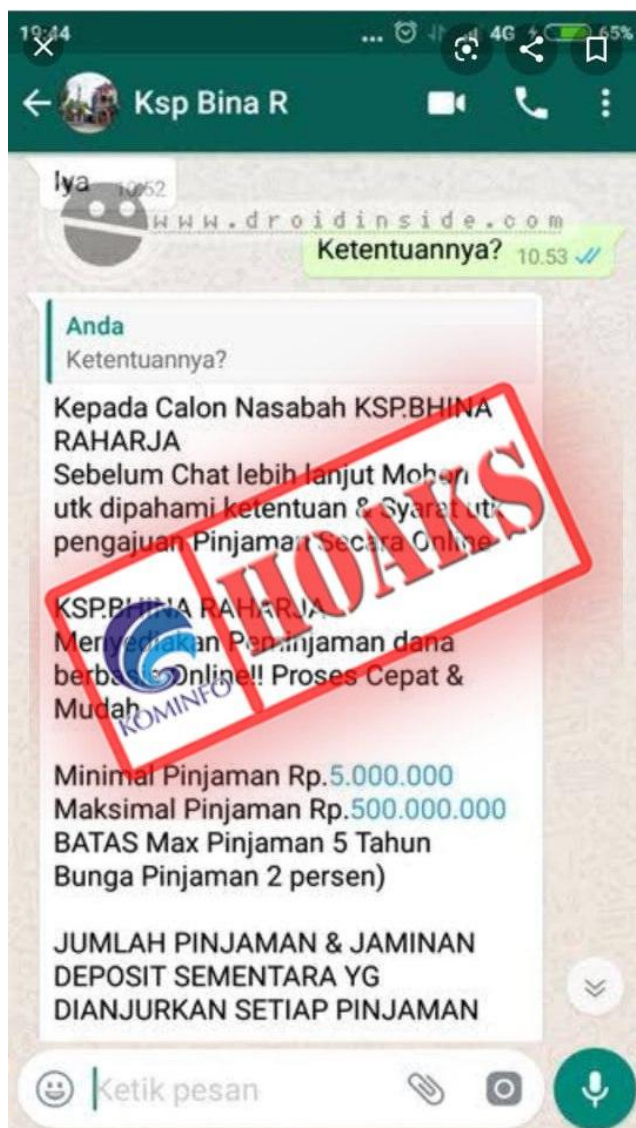 19:44
... 4G 65%
Ksp Bina R
Iya 10:52
www.droidinside.com
Ketentuannya? 10.53
Anda
Ketentuannya?
Kepada Calon Nasabah KSP.BHINA
RAHARJA
Sebelum Chat lebih lanjut Mohon
utk dipahami ketentuan & Syarat utk
pengajuan Pinjaman Secara Online
HOAKS
KSP.BHINA RAHARJA
Menyediakan Peminjaman dana
berbasis Online!! Proses Cepat &
Mudah
KOMINFO
Minimal Pinjaman Rp.5.000.000
Maksimal Pinjaman Rp.500.000.000
BATAS Max Pinjaman 5 Tahun
Bunga Pinjaman 2 persen)
JUMLAH PINJAMAN & JAMINAN
DEPOSIT SEMENTARA YG
DIANJURKAN SETIAP PINJAMAN
Ketik pesan